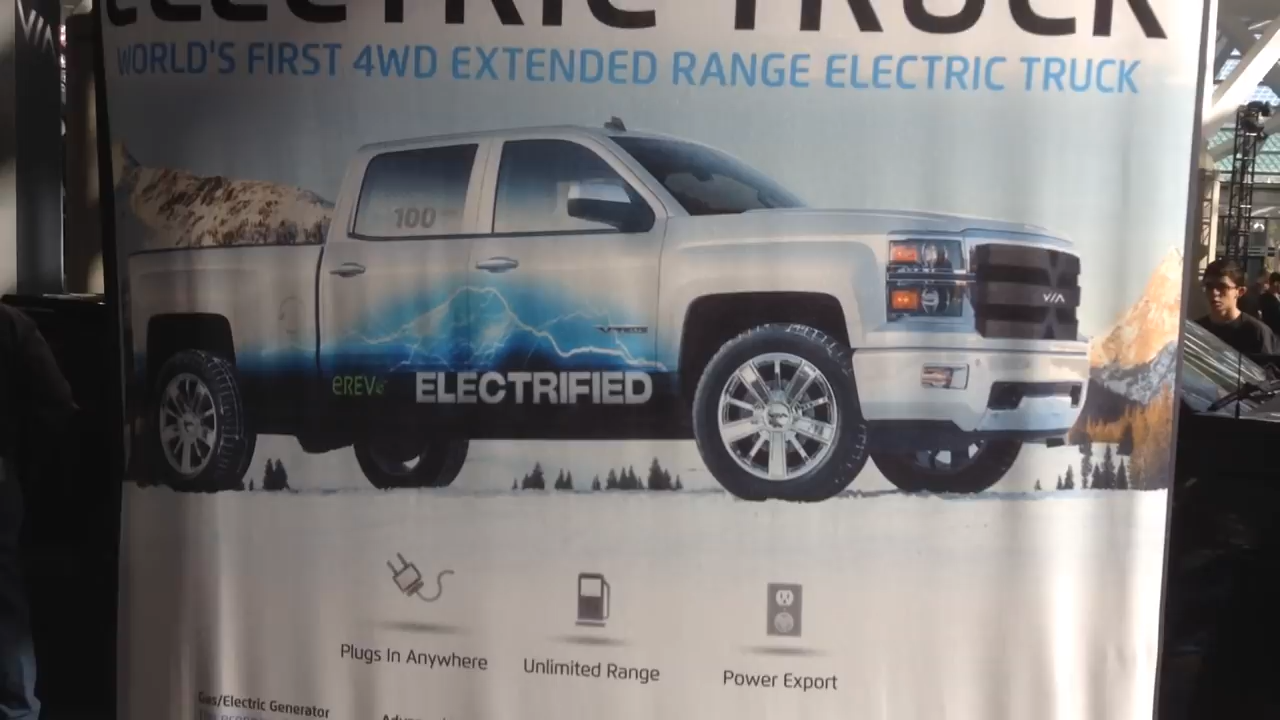 ELECTRIC TRUCK
WORLD'S FIRST 4WD EXTENDED RANGE ELECTRIC TRUCK
100
VIA
VTRUX
eREV
ELECTRIFIED
Plugs In Anywhere
Unlimited Range
Power Export
Gas/Electric Generator